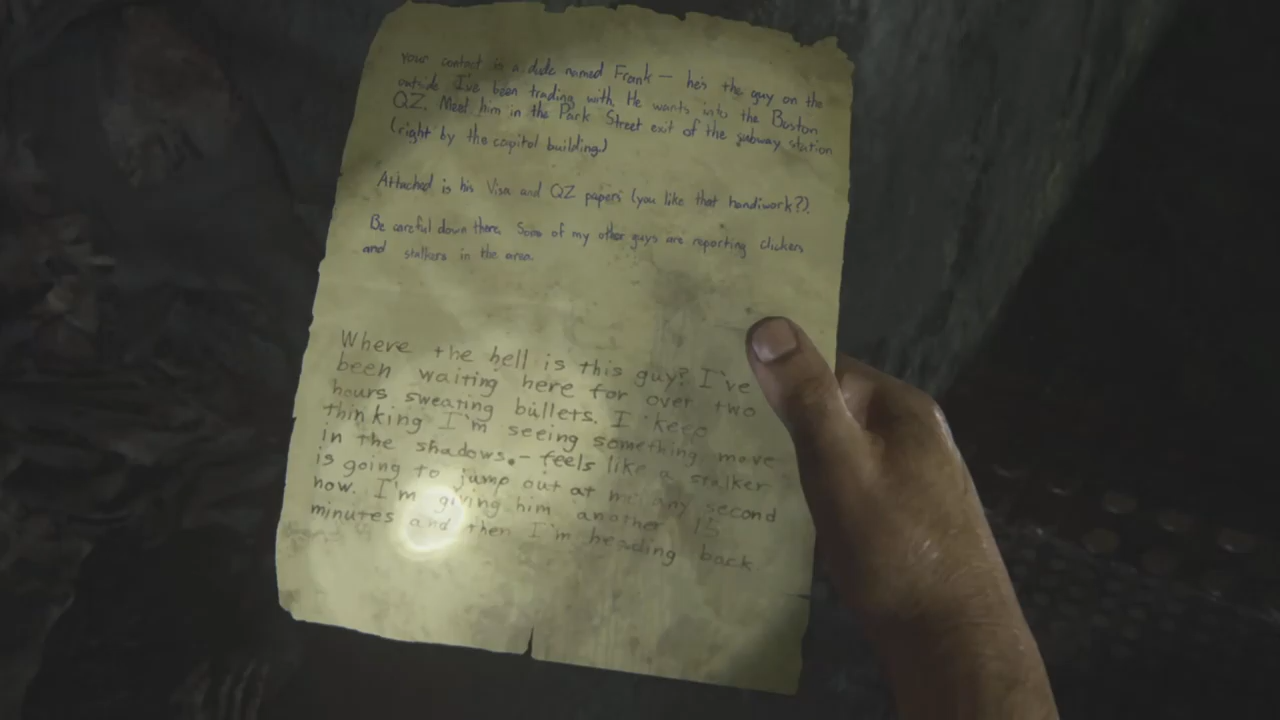 Your contact is a dude named Frank — he's the guy on the
outside I've been trading with. He wants into the Boston
QZ. Meet him in the Park Street exit of the subway station
(right by the capitol building.)
Attached is his Visa and QZ papers (you like that handiwork?).
Be careful down there. Some of my other guys are reporting clickers
and stalkers in the area.
Where the hell is this guy? I've
been waiting here for over two
hours sweating bullets. I keep
thinking I'm seeing something move
in the shadows. - feels like a stalker
is going to jump out at me any second
now. I'm giving him another 15
minutes and then I'm heading back